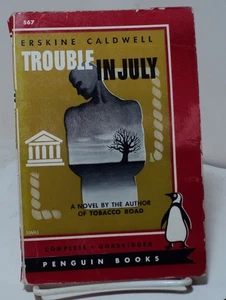 567
ERSKINE CALDWELL
TROUBLE IN JULY
A NOVEL BY THE AUTHOR
OF TOBACCO ROAD
COMPLETE • UNABRIDGED
PENGUIN BOOKS